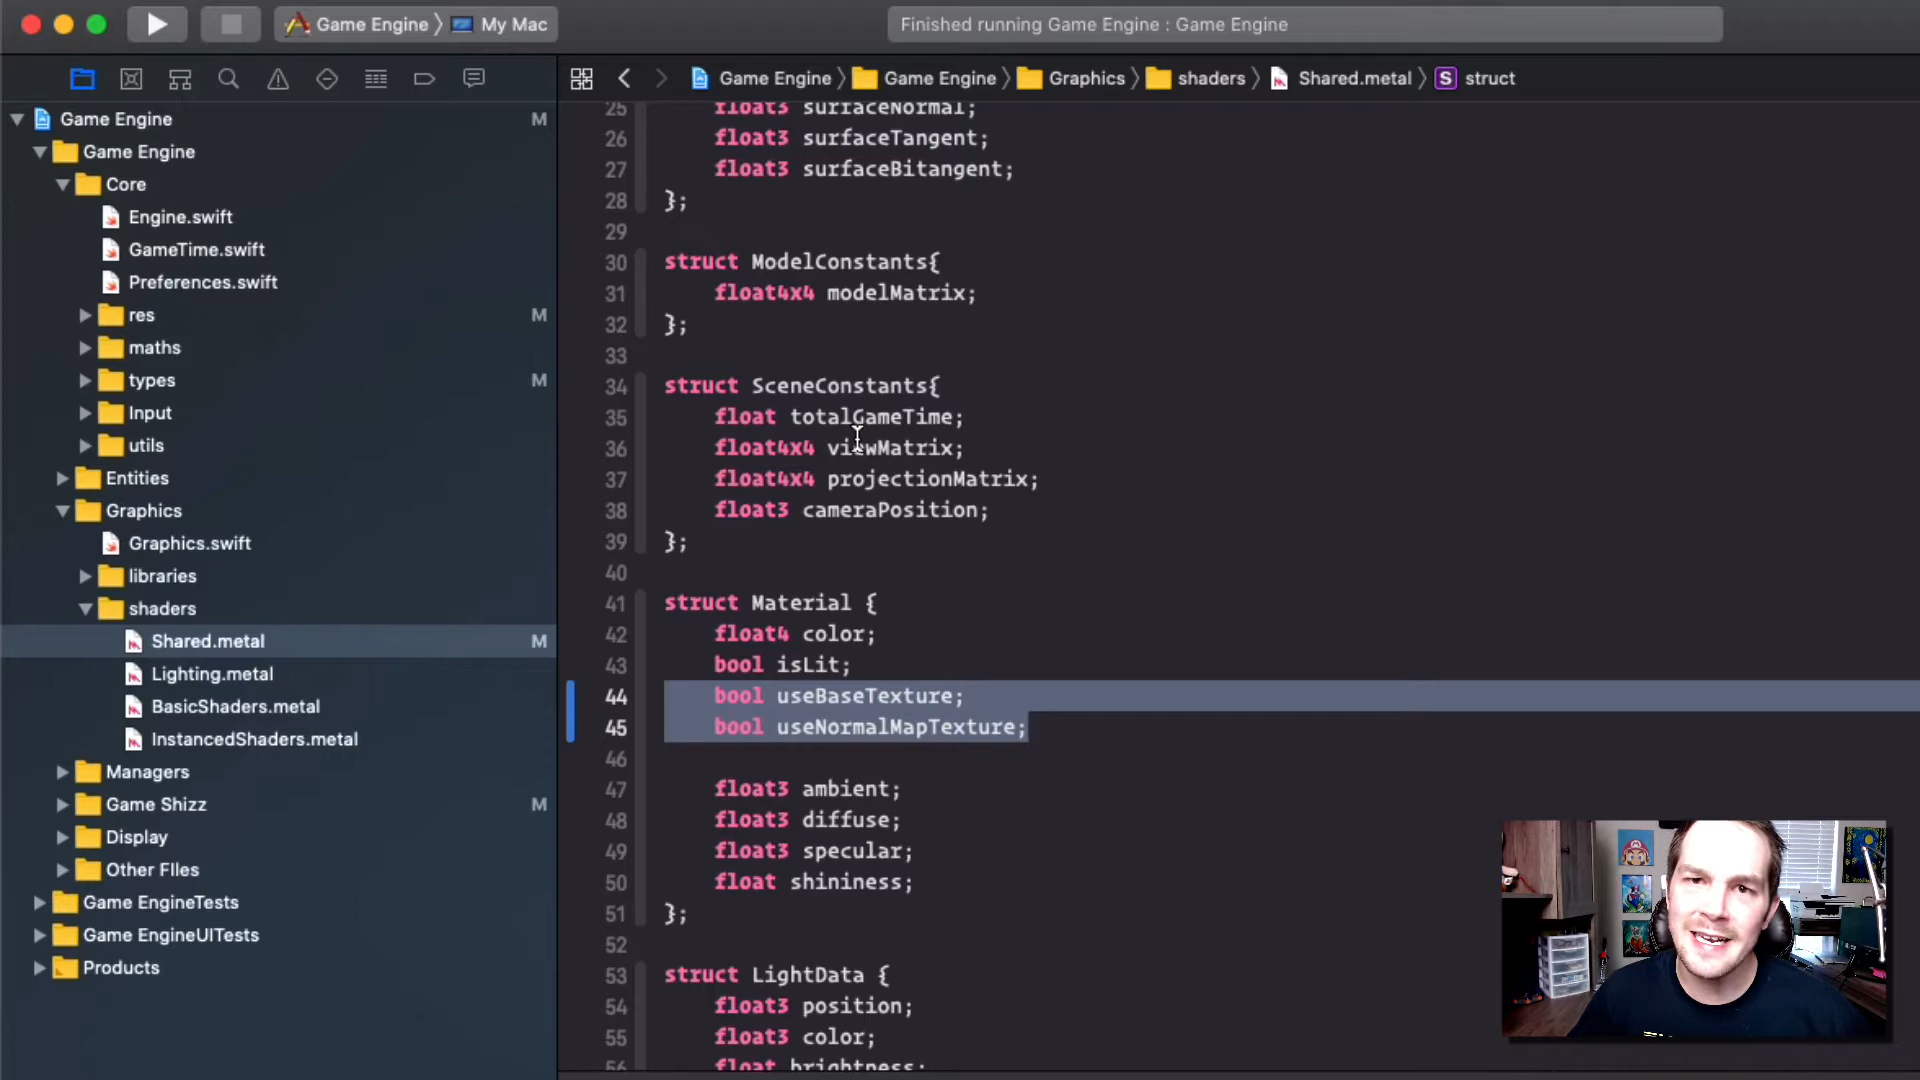 Game Engine 〉 My Mac
Finished running Game Engine : Game Engine
Game Engine 〉 Game Engine 〉 Graphics 〉 shaders 〉 Shared.metal 〉 S struct
Game Engine M
Game Engine
Core
Engine.swift
GameTime.swift
Preferences.swift
res M
maths
types M
Input
utils
Entities
Graphics
Graphics.swift
libraries
shaders
Shared.metal M
Lighting.metal
BasicShaders.metal
InstancedShaders.metal
Managers
Game Shizz M
Display
Other FIles
Game EngineTests
Game EngineUITests
Products
25 float3 surfaceNormal;
26 float3 surfaceTangent;
27 float3 surfaceBitangent;
28 };
29
30 struct ModelConstants{
31 float4x4 modelMatrix;
32 };
33
34 struct SceneConstants{
35 float totalGameTime;
36 float4x4 viewMatrix;
37 float4x4 projectionMatrix;
38 float3 cameraPosition;
39 };
40
41 struct Material {
42 float4 color;
43 bool isLit;
44 bool useBaseTexture;
45 bool useNormalMapTexture;
46
47 float3 ambient;
48 float3 diffuse;
49 float3 specular;
50 float shininess;
51 };
52
53 struct LightData {
54 float3 position;
55 float3 color;
56 float brightness;